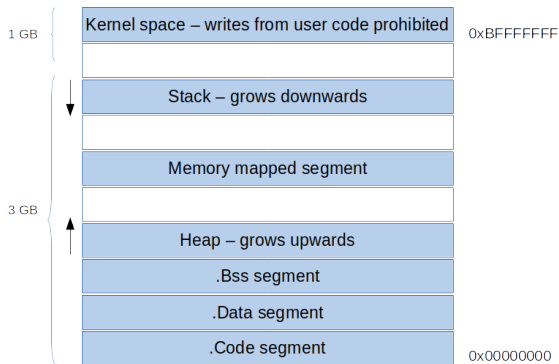 1 GB
Kernel space – writes from user code prohibited
0xBFFFFFFF
Stack – grows downwards
Memory mapped segment
3 GB
Heap – grows upwards
.Bss segment
.Data segment
.Code segment
0x00000000